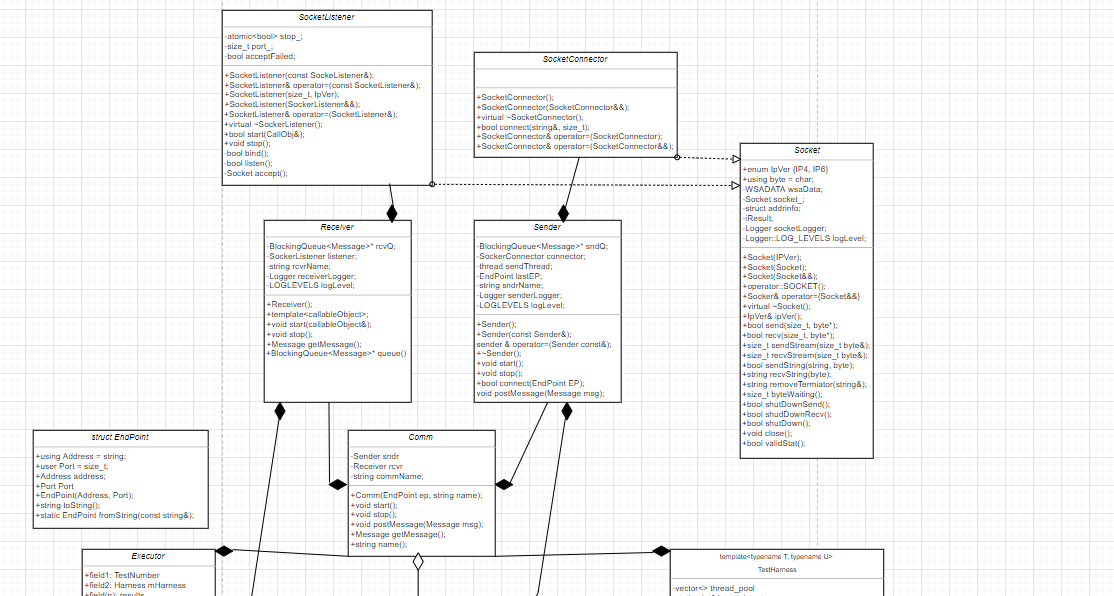 SocketListener
-atomic<bool> stop_;
-size_t port_;
-bool acceptFailed;
+SocketListener(const SockeListener&);
+SocketListener& operator=(const SocketListener&);
+SocketListener(size_t, IpVer);
+SocketListener(SockerListener&&);
+SocketListener& operator=(SocketListener&);
+virtual ~SockerListener();
+bool start(CallObj&);
+void stop();
-bool bind();
-bool listen();
-Socket accept();
SocketConnector
+SocketConnector();
+SocketConnector(SocketConnector&&);
+virtual ~SocketConnector();
+bool connect(string&, size_t);
+SocketConnector& operator=(SocketConnector);
+SocketConnector& operator=(SocketConnector&&);
Socket
+enum IpVer {IP4, IP6}
+using byte = char;
-WSADATA wsaData;
-Socket socket_;
-struct addrinfo;
-iResult;
-Logger socketLogger;
-Logger::LOG_LEVELS logLevel;
+Socket(IPVer);
+Socket(Socket);
+Socket(Socket&&);
+operator::SOCKET();
+Socker& operator=(Socket&&)
+virtual ~Socket();
+IpVer& ipVer();
+bool send(size_t, byte*);
+bool recv(size_t, byte*);
+size_t sendStream(size_t byte&);
+size_t recvStream(size_t byte&);
+bool sendString(string, byte);
+string recvString(byte);
+string removeTermiator(string&);
+size_t byteWaiting();
+bool shutDownSend();
+bool shudDownRecv();
+bool shutDown();
+void close();
+bool validStat();
Receiver
-BlockingQueue<Message>* rcvQ;
-SockerListener listener;
-string rcvrName;
-Logger receiverLogger;
-LOGLEVELS logLevel;
+Receiver();
+template<callableObject>;
+void start(callableObject&);
+void stop();
+Message getMessage();
+BlockingQueue<Message>* queue()
Sender
-BlockingQueue<Message>* sndQ;
-SockerConnector connector;
-thread sendThread;
-EndPoint lastEP;
-string sndrName;
-Logger senderLogger;
-LOGLEVELS logLevel;
+Sender();
+Sender(const Sender&);
sender & operator=(Sender const&);
+~Sender();
+void start();
+void stop();
+bool connect(EndPoint EP);
void postMessage(Message msg);
struct EndPoint
+using Address = string;
+user Port = size_t;
+Address address;
+Port Port
+EndPoint(Address, Port);
+string toString();
+static EndPoint fromString(const string&);
Comm
-Sender sndr
-Receiver rcvr
-string commName;
+Comm(EndPoint ep, string name);
+void start();
+void stop();
+void postMessage(Message msg);
+Message getMessage();
+string name();
Executor
+field1: TestNumber
+field2: Harness mHarness
+field(n): results
template<typename T, typename U>
TestHarness
-vector<> thread_pool